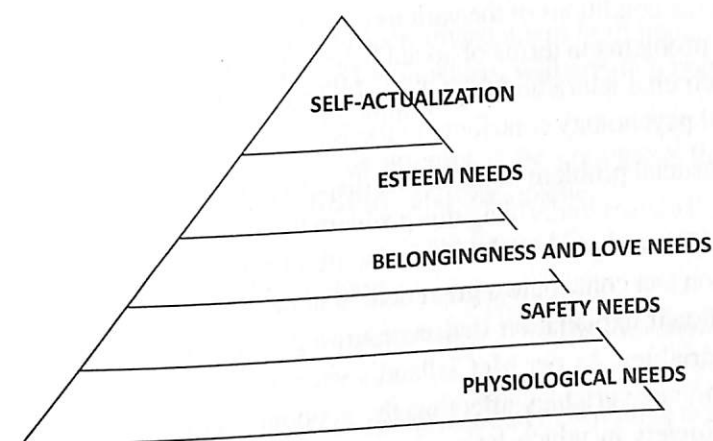 SELF-ACTUALIZATION
ESTEEM NEEDS
BELONGINGNESS AND LOVE NEEDS
SAFETY NEEDS
PHYSIOLOGICAL NEEDS